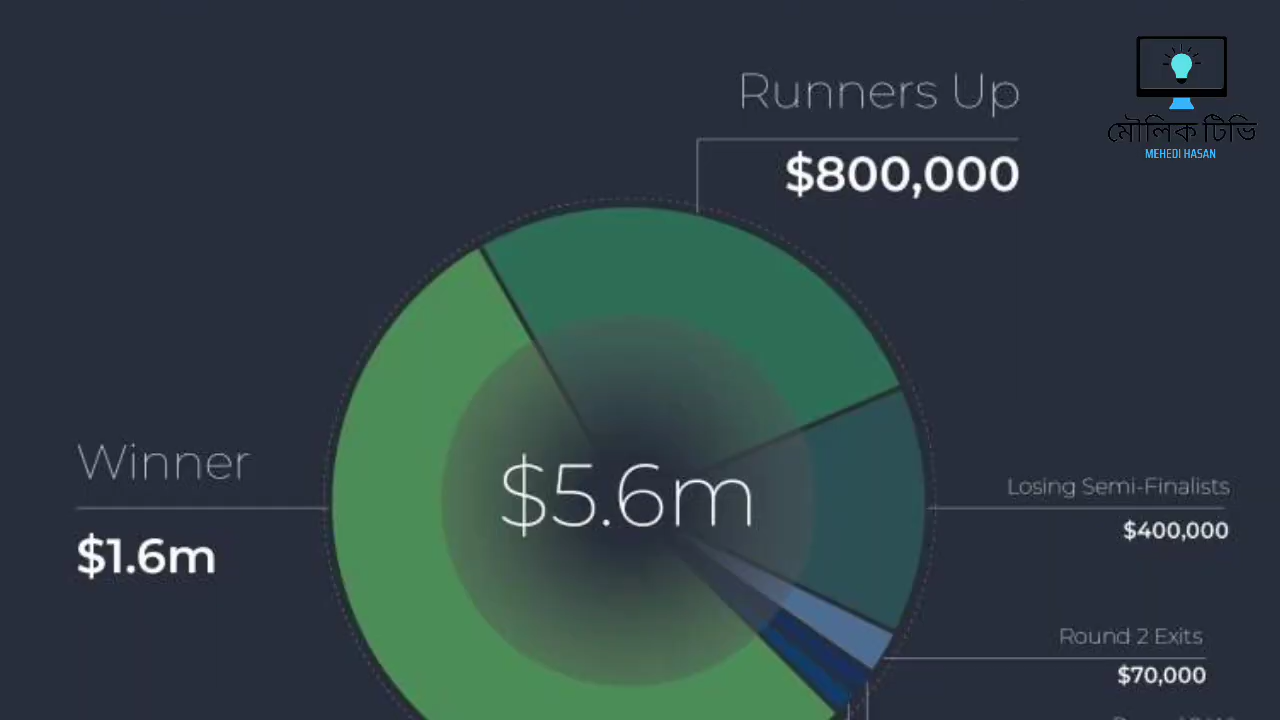 Runners Up
$800,000
মৌলিক টিভি
MEHEDI HASAN
Winner
$1.6m
$5.6m
Losing Semi-Finalists
$400,000
Round 2 Exits
$70,000